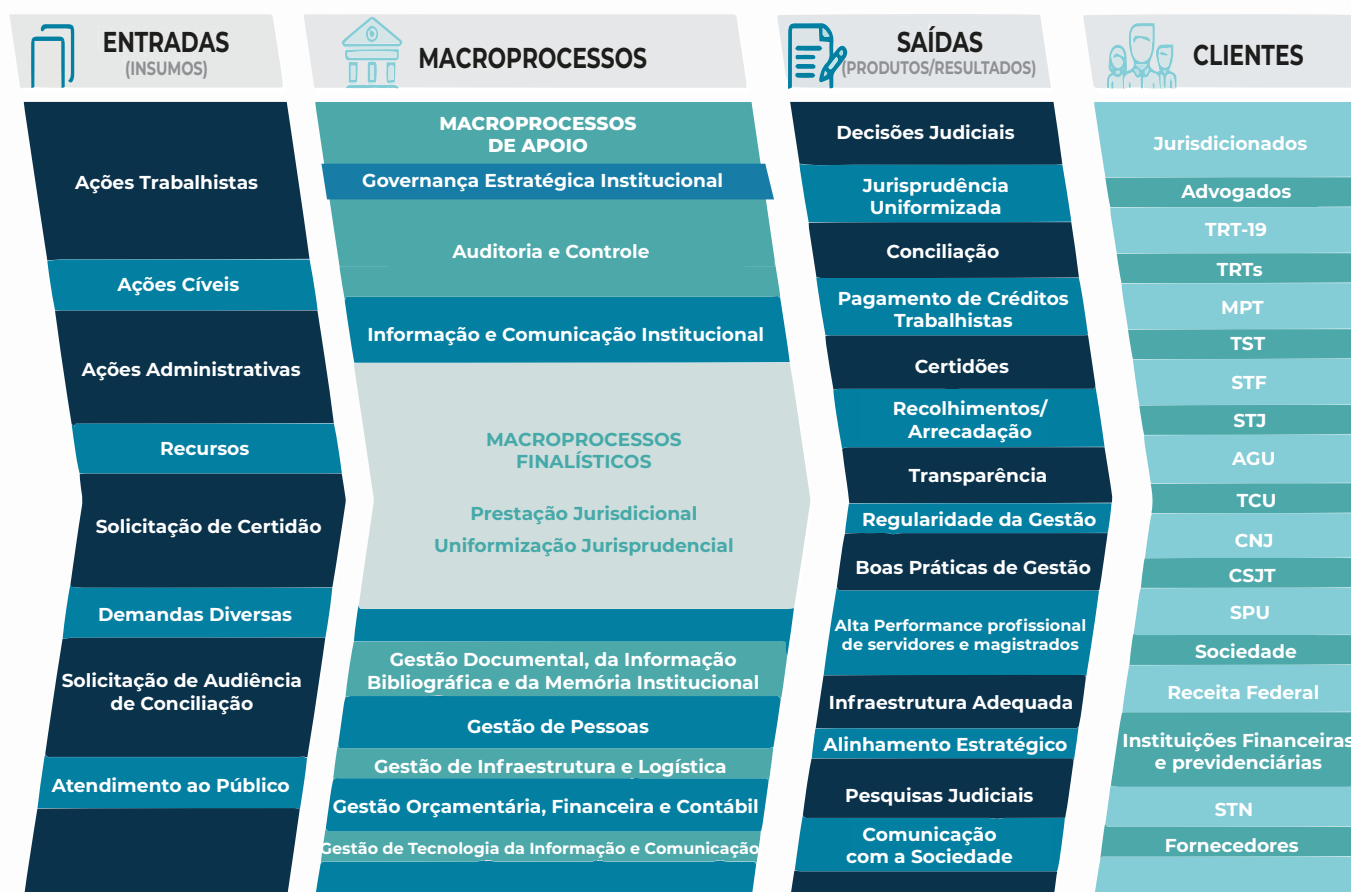 ENTRADAS
(INSUMOS)
Ações Trabalhistas
Ações Cíveis
Ações Administrativas
Recursos
Solicitação de Certidão
Demandas Diversas
Solicitação de Audiência
de Conciliação
Atendimento ao Público
MACROPROCESSOS
MACROPROCESSOS
DE APOIO
Governança Estratégica Institucional
Auditoria e Controle
Informação e Comunicação Institucional
MACROPROCESSOS
FINALÍSTICOS
Prestação Jurisdicional
Uniformização Jurisprudencial
Gestão Documental, da Informação
Bibliográfica e da Memória Institucional
Gestão de Pessoas
Gestão de Infraestrutura e Logística
Gestão Orçamentária, Financeira e Contábil
Gestão de Tecnologia da Informação e Comunicação
SAÍDAS
(PRODUTOS/RESULTADOS)
Decisões Judiciais
Jurisprudência
Uniformizada
Conciliação
Pagamento de Créditos
Trabalhistas
Certidões
Recolhimentos/
Arrecadação
Transparência
Regularidade da Gestão
Boas Práticas de Gestão
Alta Performance profissional
de servidores e magistrados
Infraestrutura Adequada
Alinhamento Estratégico
Pesquisas Judiciais
Comunicação
com a Sociedade
CLIENTES
Jurisdicionados
Advogados
TRT-19
TRTs
MPT
TST
STF
STJ
AGU
TCU
CNJ
CSJT
SPU
Sociedade
Receita Federal
Instituições Financeiras
e previdenciárias
STN
Fornecedores